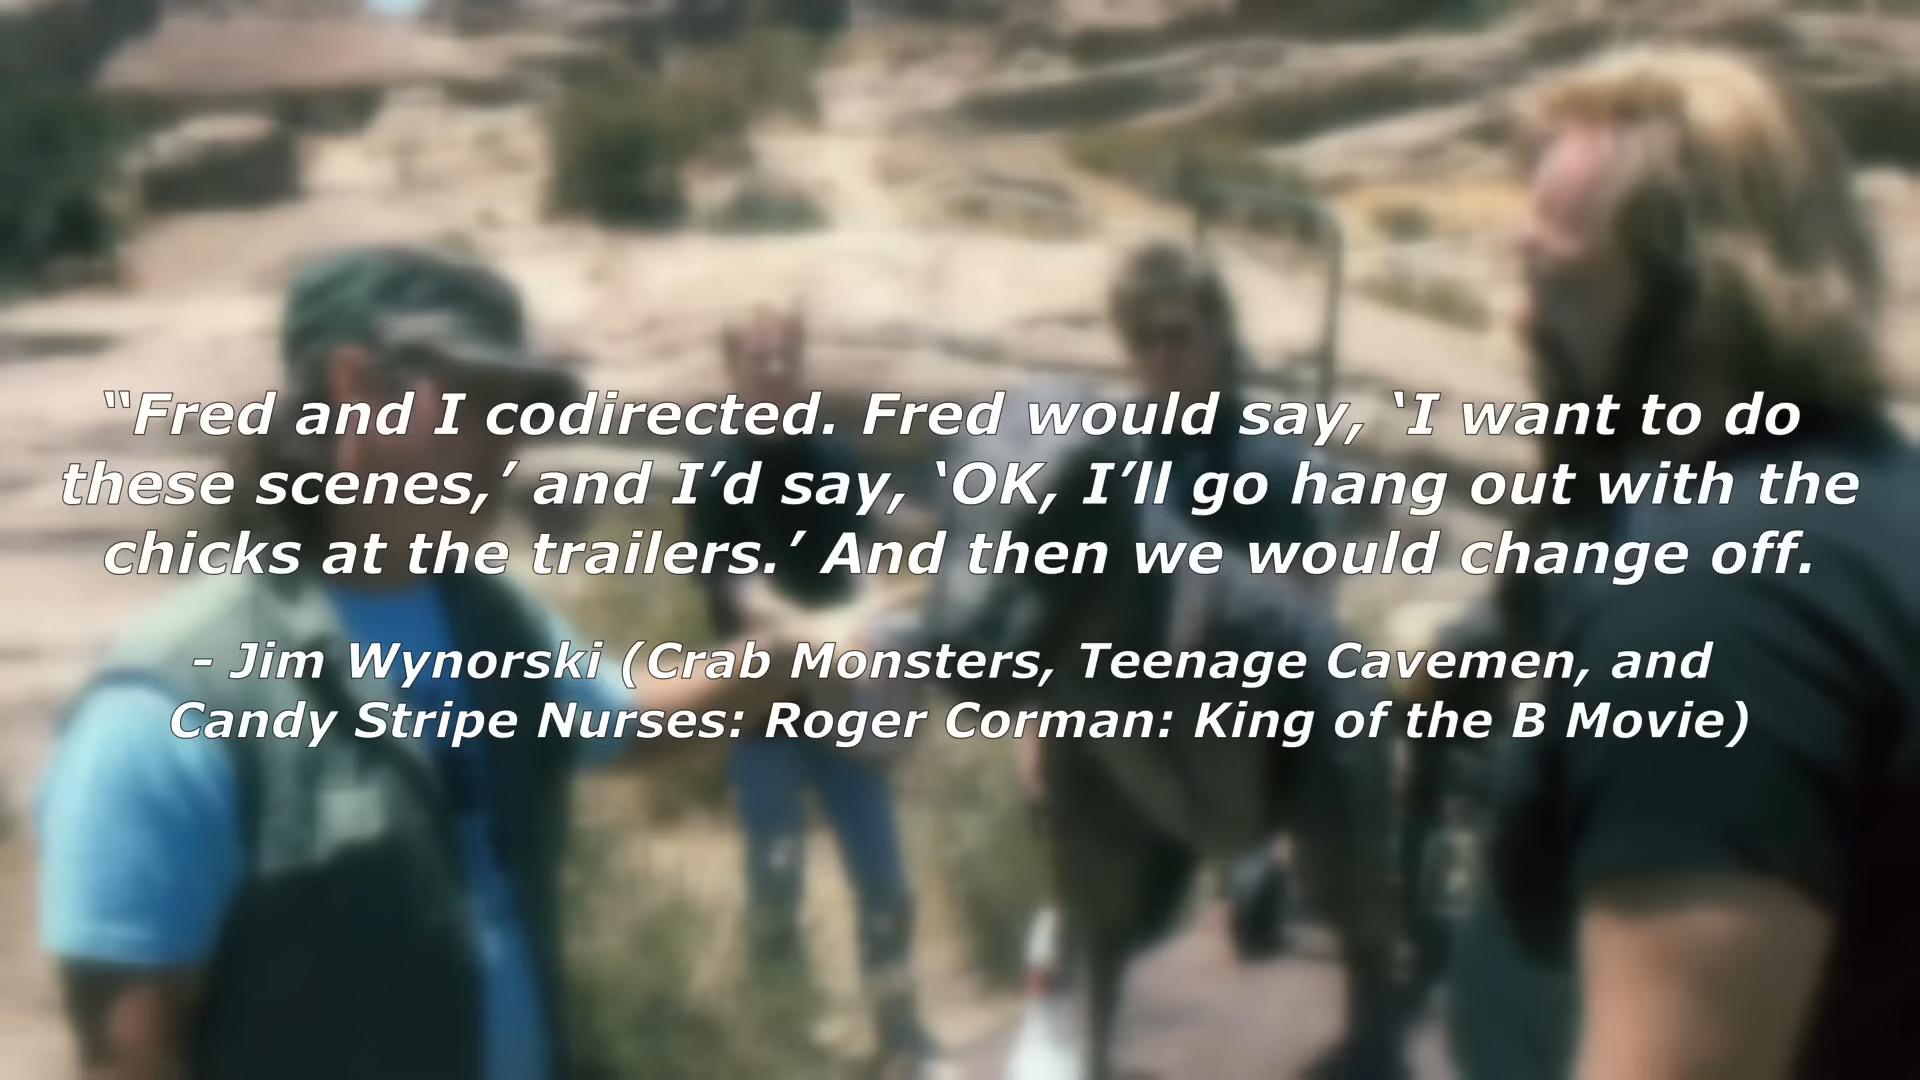 “Fred and I codirected. Fred would say, ‘I want to do
these scenes,’ and I’d say, ‘OK, I’ll go hang out with the
chicks at the trailers.’ And then we would change off.
- Jim Wynorski (Crab Monsters, Teenage Cavemen, and
Candy Stripe Nurses: Roger Corman: King of the B Movie)